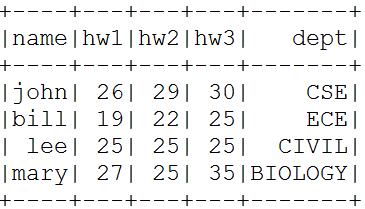 +----+---+---+---+-------+
|name|hw1|hw2|hw3|   dept|
+----+---+---+---+-------+
|john| 26| 29| 30|    CSE|
|bill| 19| 22| 25|    ECE|
| lee| 25| 25| 25|  CIVIL|
|mary| 27| 25| 35|BIOLOGY|
+----+---+---+---+-------+